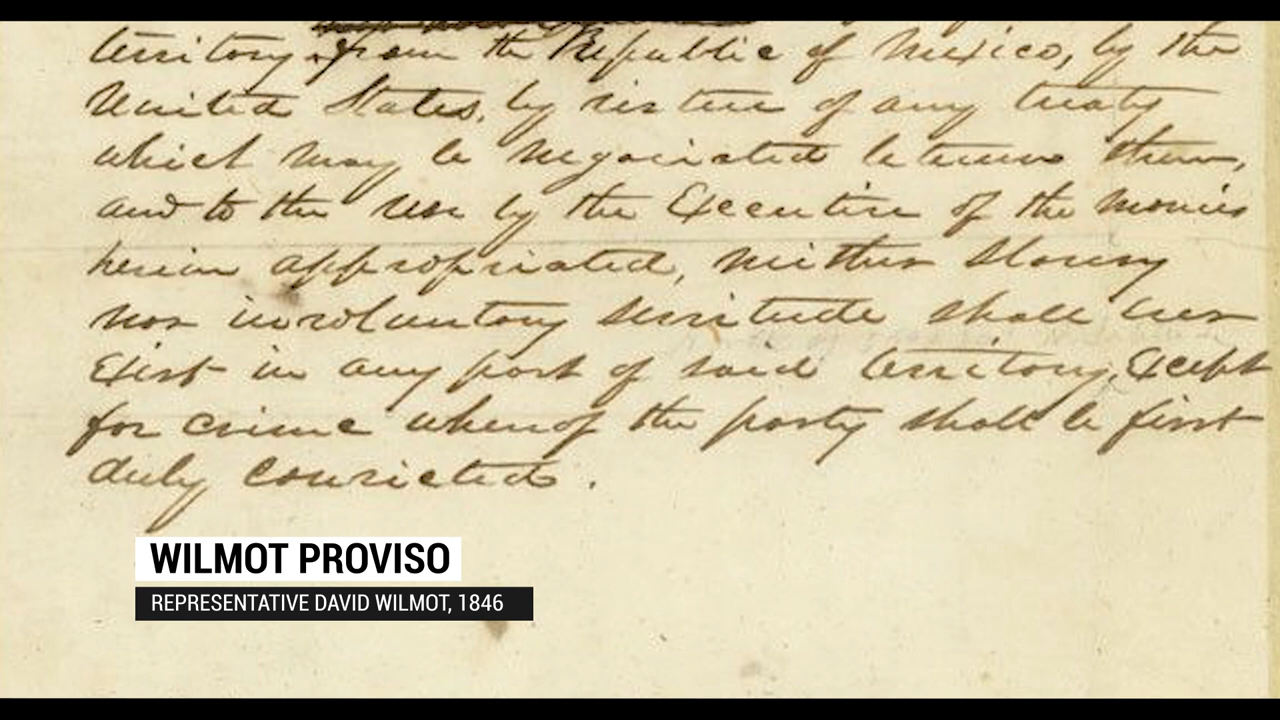 territory from the Republic of Mexico, by the
United States, by virtue of any treaty
which may be negociated between them,
and to the use by the Executive of the monies
herein appropriated, neither slavery
nor involuntary servitude shall ever
exist in any part of said territory, except
for crime whereof the party shall be first
duly convicted.
WILMOT PROVISO
REPRESENTATIVE DAVID WILMOT, 1846